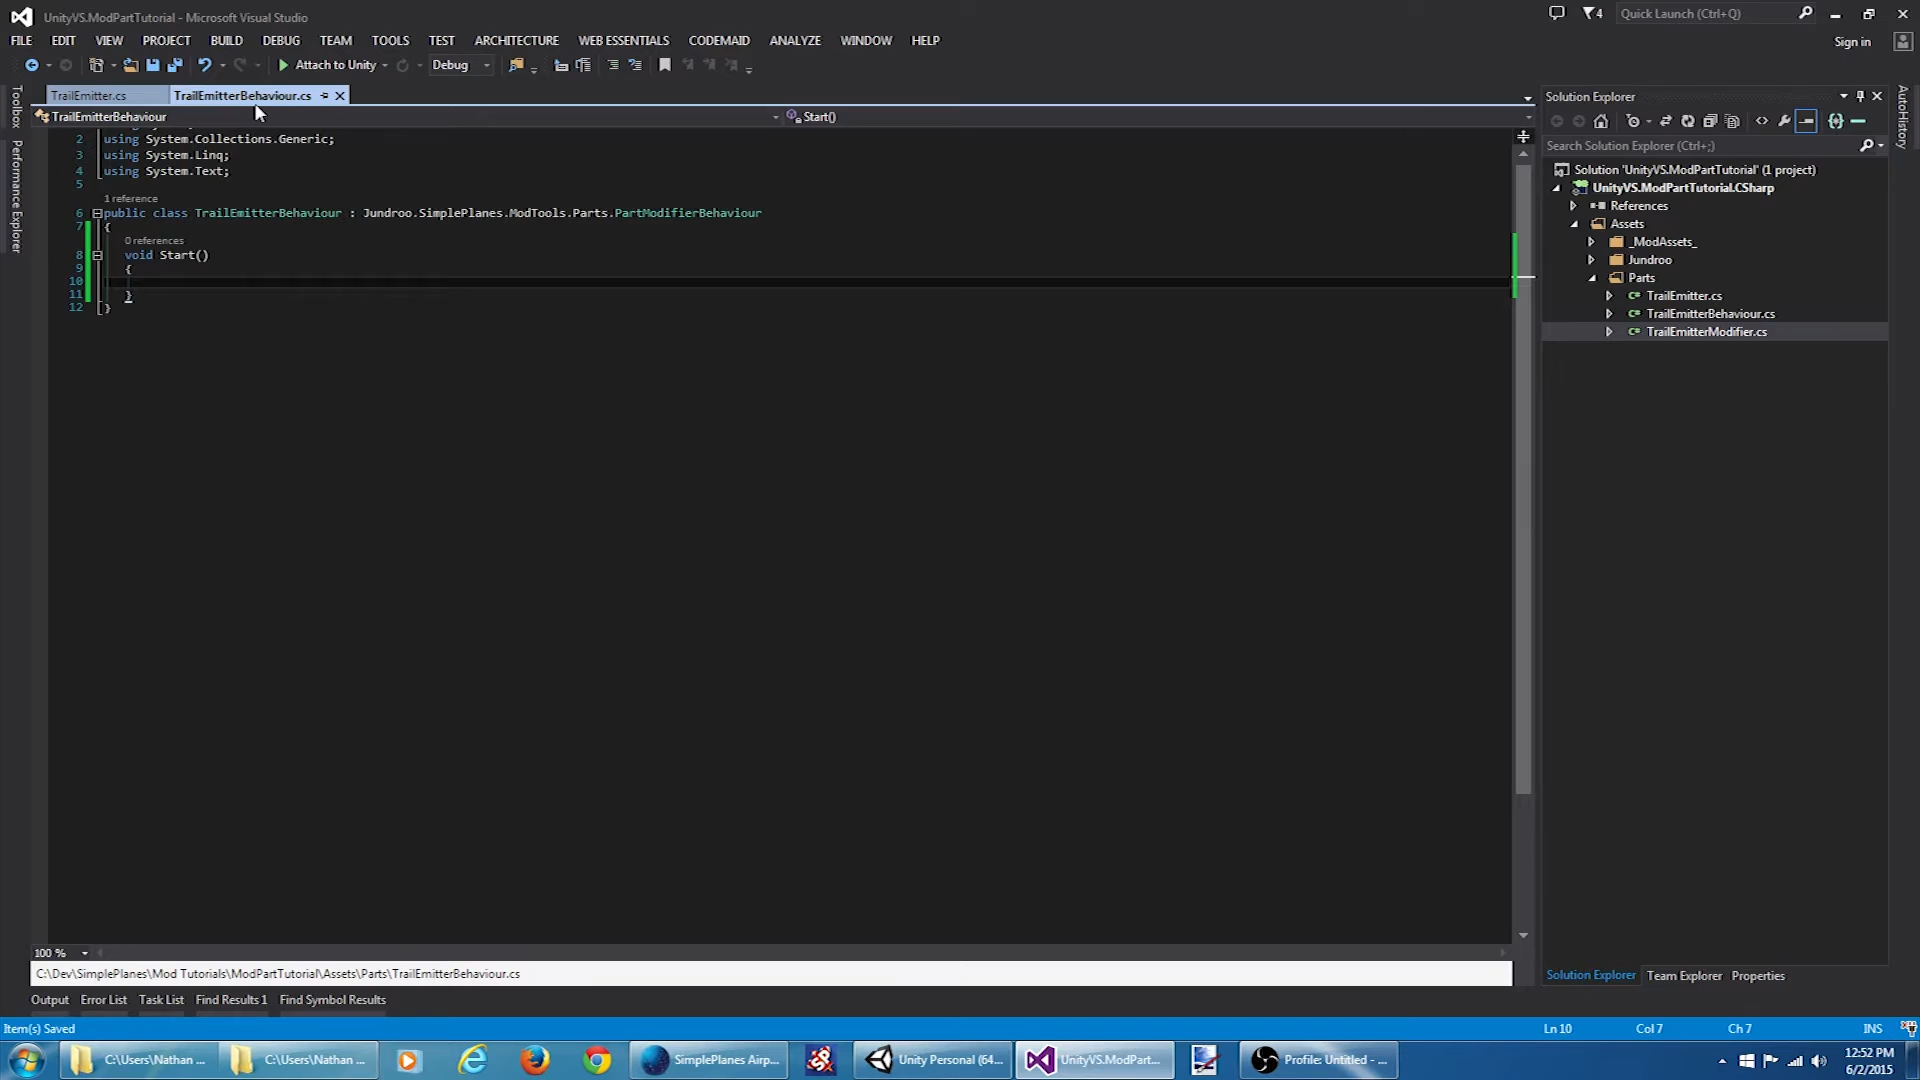 UnityVS.ModPartTutorial - Microsoft Visual Studio
4
Quick Launch (Ctrl+Q)
FILE EDIT VIEW PROJECT BUILD DEBUG TEAM TOOLS TEST ARCHITECTURE WEB ESSENTIALS CODEMAID ANALYZE WINDOW HELP
Sign in
Attach to Unity
Debug
Toolbox
Performance Explorer
TrailEmitter.cs
TrailEmitterBehaviour.cs
TrailEmitterBehaviour
Start()
2 using System.Collections.Generic;
3 using System.Linq;
4 using System.Text;
5
1 reference
6 public class TrailEmitterBehaviour : Jundroo.SimplePlanes.ModTools.Parts.PartModifierBehaviour
7 {
0 references
8 void Start()
9 {
10
11 }
12 }
100 %
C:\Dev\SimplePlanes\Mod Tutorials\ModPartTutorial\Assets\Parts\TrailEmitterBehaviour.cs
Output Error List Task List Find Results 1 Find Symbol Results
Solution Explorer
AutoHistory
Search Solution Explorer (Ctrl+;)
Solution 'UnityVS.ModPartTutorial' (1 project)
UnityVS.ModPartTutorial.CSharp
References
Assets
_ModAssets_
Jundroo
Parts
C# TrailEmitter.cs
C# TrailEmitterBehaviour.cs
C# TrailEmitterModifier.cs
Solution Explorer Team Explorer Properties
Item(s) Saved
Ln 10 Col 7 Ch 7 INS
C:\Users\Nathan ...
C:\Users\Nathan ...
SimplePlanes Airp...
Unity Personal (64...
UnityVS.ModPart...
Profile: Untitled - ...
12:52 PM
6/2/2015